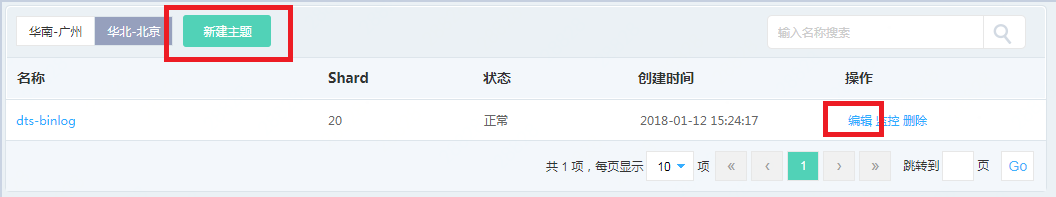 华南-广州 华北-北京 新建主题 输入名称搜索
名称 Shard 状态 创建时间 操作
dts-binlog 20 正常 2018-01-12 15:24:17 编辑 监控 删除
共 1 项，每页显示 10 项 « ‹ 1 › » 跳转到 页 Go